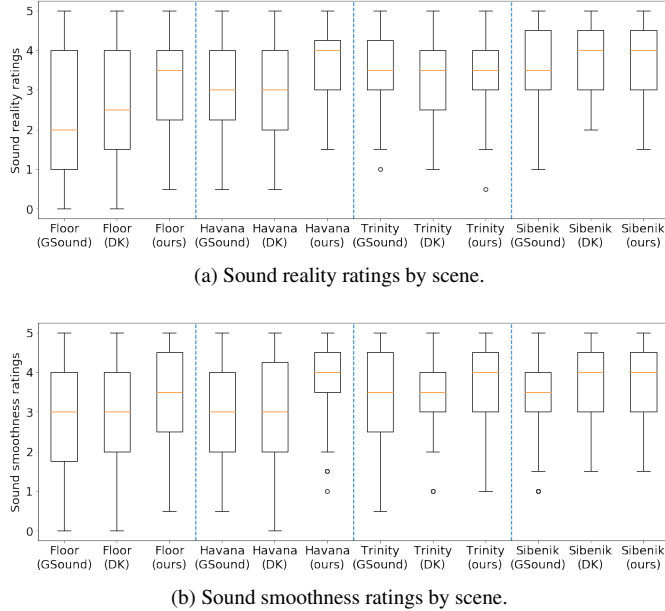 5
4
3
2
1
0
Sound reality ratings
Floor (GSound) Floor (DK) Floor (ours) Havana (GSound) Havana (DK) Havana (ours) Trinity (GSound) Trinity (DK) Trinity (ours) Sibenik (GSound) Sibenik (DK) Sibenik (ours)
(a) Sound reality ratings by scene.
5
4
3
2
1
0
Sound smoothness ratings
Floor (GSound) Floor (DK) Floor (ours) Havana (GSound) Havana (DK) Havana (ours) Trinity (GSound) Trinity (DK) Trinity (ours) Sibenik (GSound) Sibenik (DK) Sibenik (ours)
(b) Sound smoothness ratings by scene.